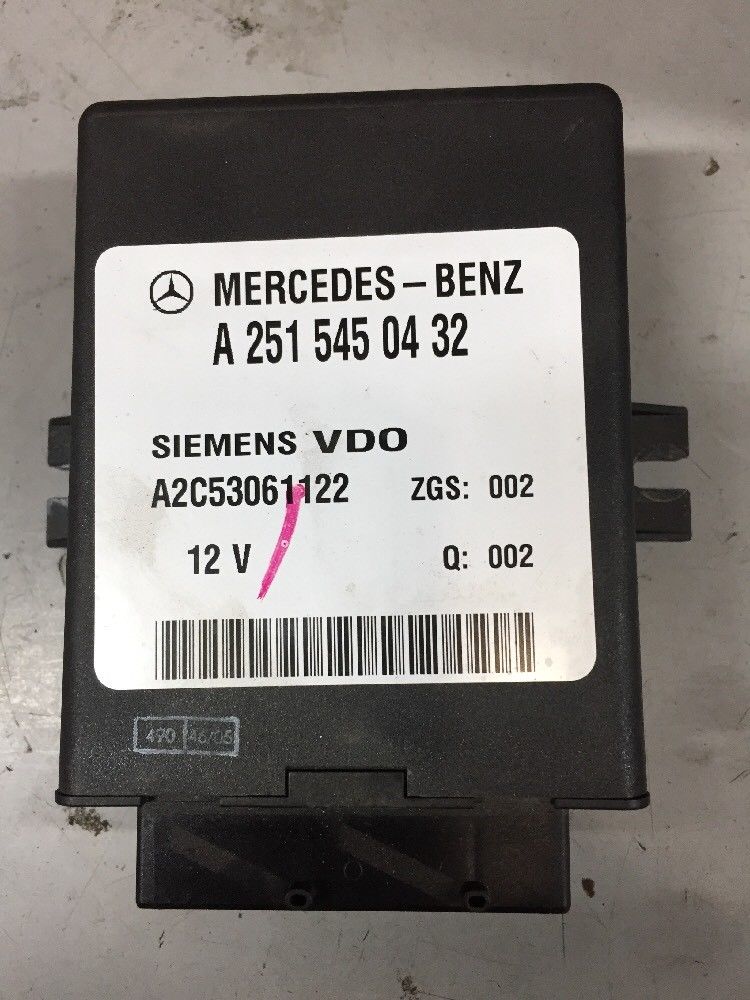 MERCEDES-BENZ
A 251 545 04 32
SIEMENS VDO
A2C53061122 ZGS: 002
12 V Q: 002
490 46/05